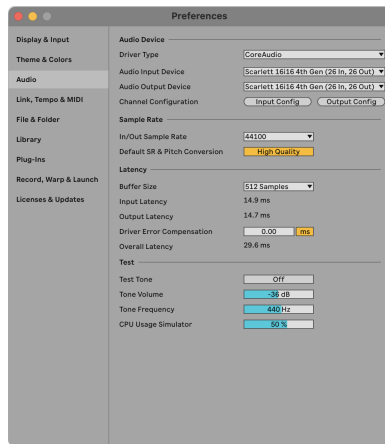 Preferences
Display & Input
Theme & Colors
Audio
Link, Tempo & MIDI
File & Folder
Library
Plug-Ins
Record, Warp & Launch
Licenses & Updates
Audio Device
Driver Type CoreAudio
Audio Input Device Scarlett 16i16 4th Gen (26 In, 26 Out)
Audio Output Device Scarlett 16i16 4th Gen (26 In, 26 Out)
Channel Configuration Input Config Output Config
Sample Rate
In/Out Sample Rate 44100
Default SR & Pitch Conversion High Quality
Latency
Buffer Size 512 Samples
Input Latency 14.9 ms
Output Latency 14.7 ms
Driver Error Compensation 0.00 ms
Overall Latency 29.6 ms
Test
Test Tone Off
Tone Volume -36 dB
Tone Frequency 440 Hz
CPU Usage Simulator 50 %